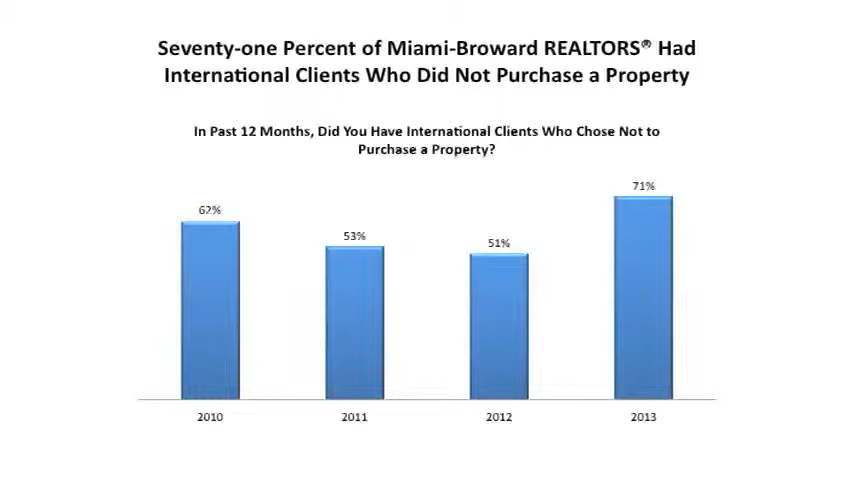 Seventy-one Percent of Miami-Broward REALTORS® Had
International Clients Who Did Not Purchase a Property
In Past 12 Months, Did You Have International Clients Who Chose Not to
Purchase a Property?
62%
53%
51%
71%
2010
2011
2012
2013